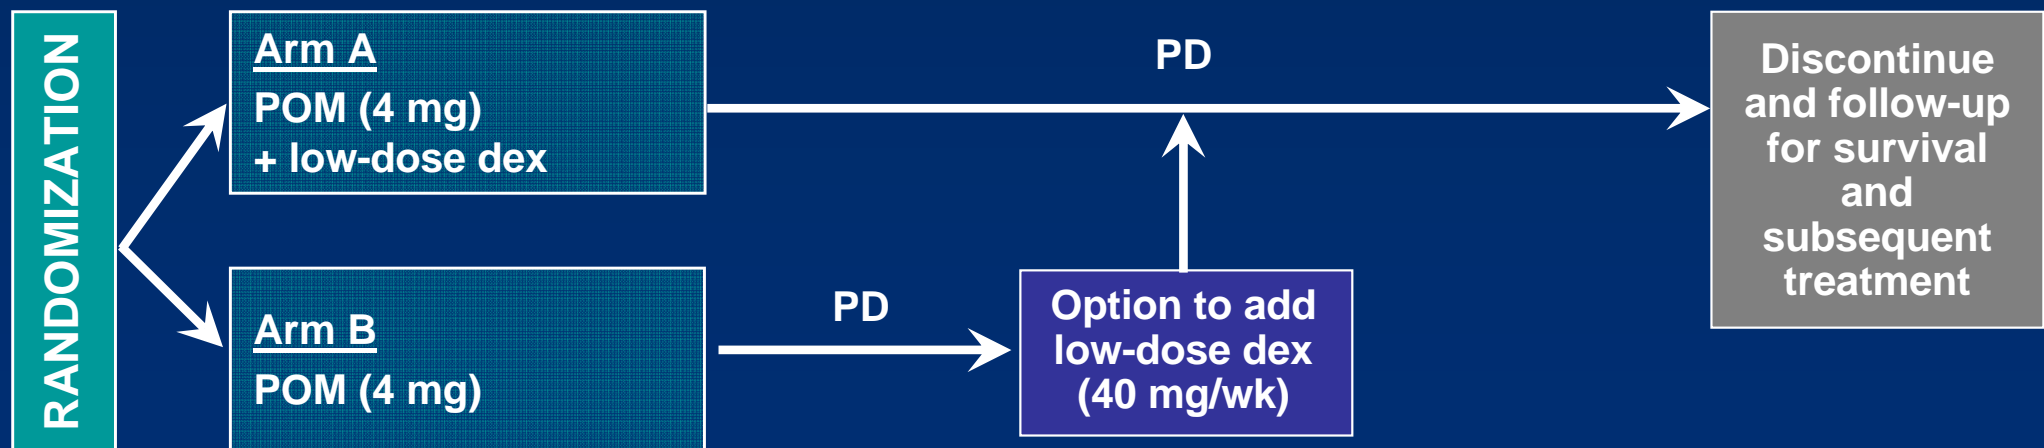 RANDOMIZATION
Arm A
POM (4 mg)
+ low-dose dex
PD
Discontinue
and follow-up
for survival
and
subsequent
treatment
Arm B
POM (4 mg)
PD
Option to add
low-dose dex
(40 mg/wk)